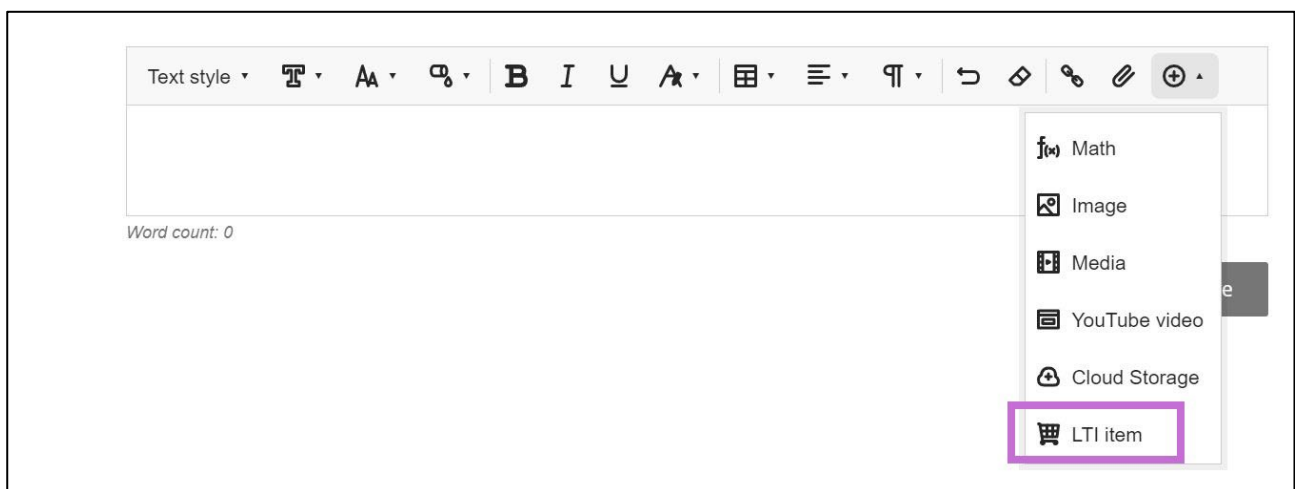 Text style
Math
Image
Media
YouTube video
e
Cloud Storage
LTI item
Word count: 0